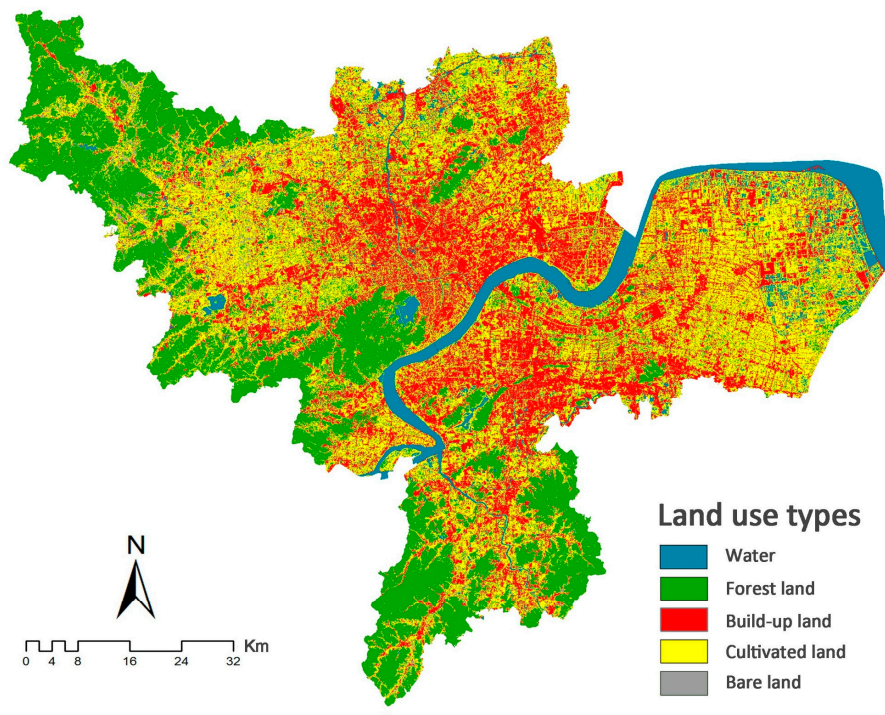 N
0 4 8 16 24 32 Km
Land use types
Water
Forest land
Build-up land
Cultivated land
Bare land